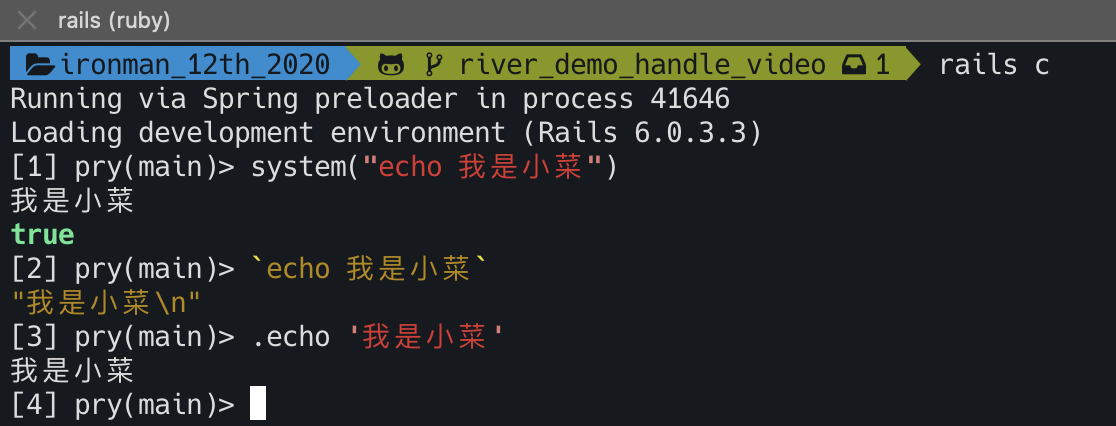 rails (ruby)
ironman_12th_2020 river_demo_handle_video 1 rails c
Running via Spring preloader in process 41646
Loading development environment (Rails 6.0.3.3)
[1] pry(main)> system("echo 我是小菜")
我是小菜
true
[2] pry(main)> `echo 我是小菜`
"我是小菜\n"
[3] pry(main)> .echo '我是小菜'
我是小菜
[4] pry(main)>